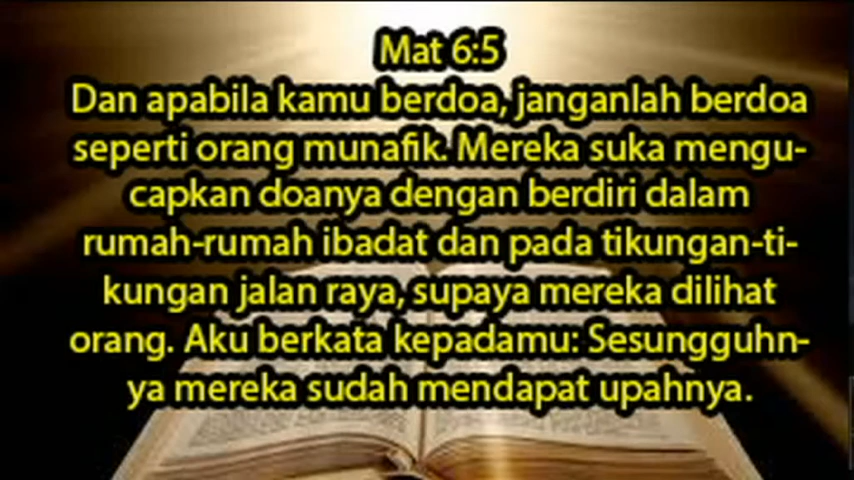 Mat 6:5
Dan apabila kamu berdoa, janganlah berdoa
seperti orang munafik. Mereka suka mengu-
capkan doanya dengan berdiri dalam
rumah-rumah ibadat dan pada tikungan-ti-
kungan jalan raya, supaya mereka dilihat
orang. Aku berkata kepadamu: Sesungguhn-
ya mereka sudah mendapat upahnya.